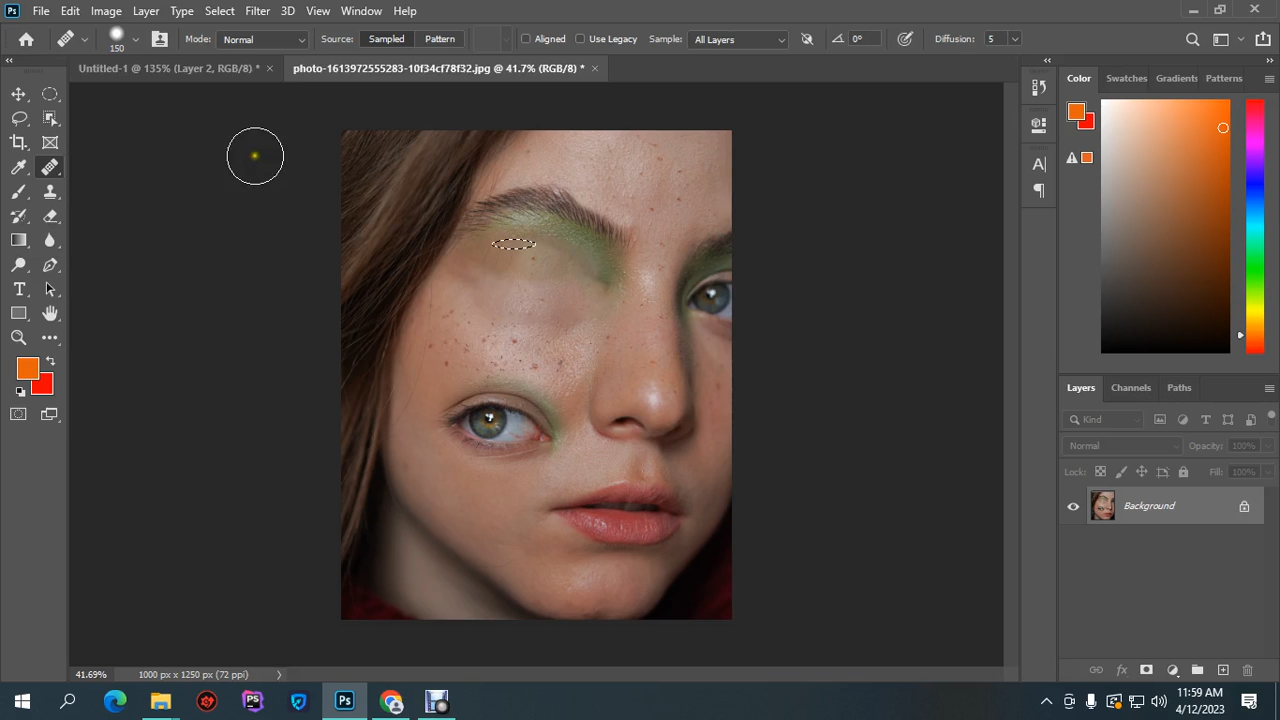 Ps File Edit Image Layer Type Select Filter 3D View Window Help
150 Mode: Normal Source: Sampled Pattern Aligned Use Legacy Sample: All Layers 0° Diffusion: 5
Untitled-1 @ 135% (Layer 2, RGB/8) * × photo-1613972555283-10f34cf78f32.jpg @ 41.7% (RGB/8) * ×
Color Swatches Gradients Patterns
Layers Channels Paths
Kind
Normal Opacity: 100%
Lock: Fill: 100%
Background
41.69% 1000 px x 1250 px (72 ppi)
PS Ps
11:59 AM
4/12/2023